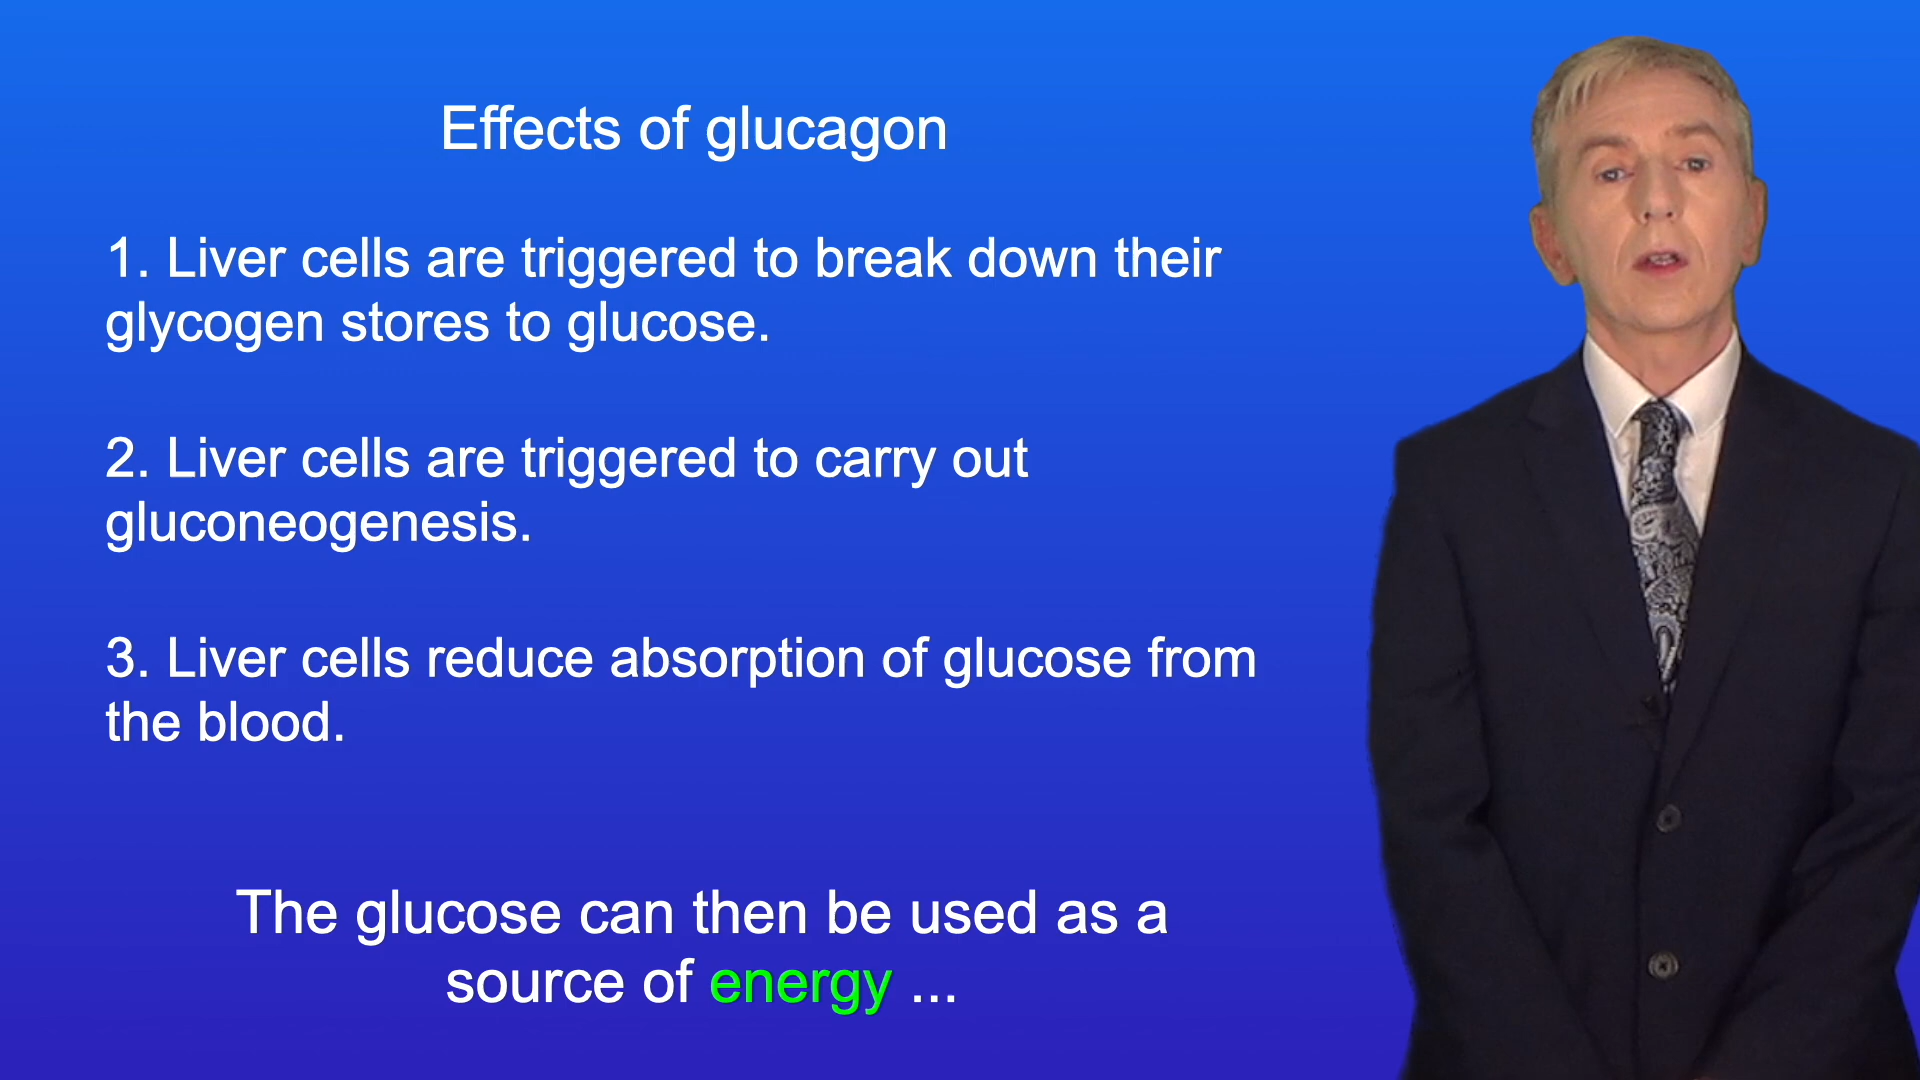 Effects of glucagon
1. Liver cells are triggered to break down their
glycogen stores to glucose.
2. Liver cells are triggered to carry out
gluconeogenesis.
3. Liver cells reduce absorption of glucose from
the blood.
The glucose can then be used as a
source of energy ...